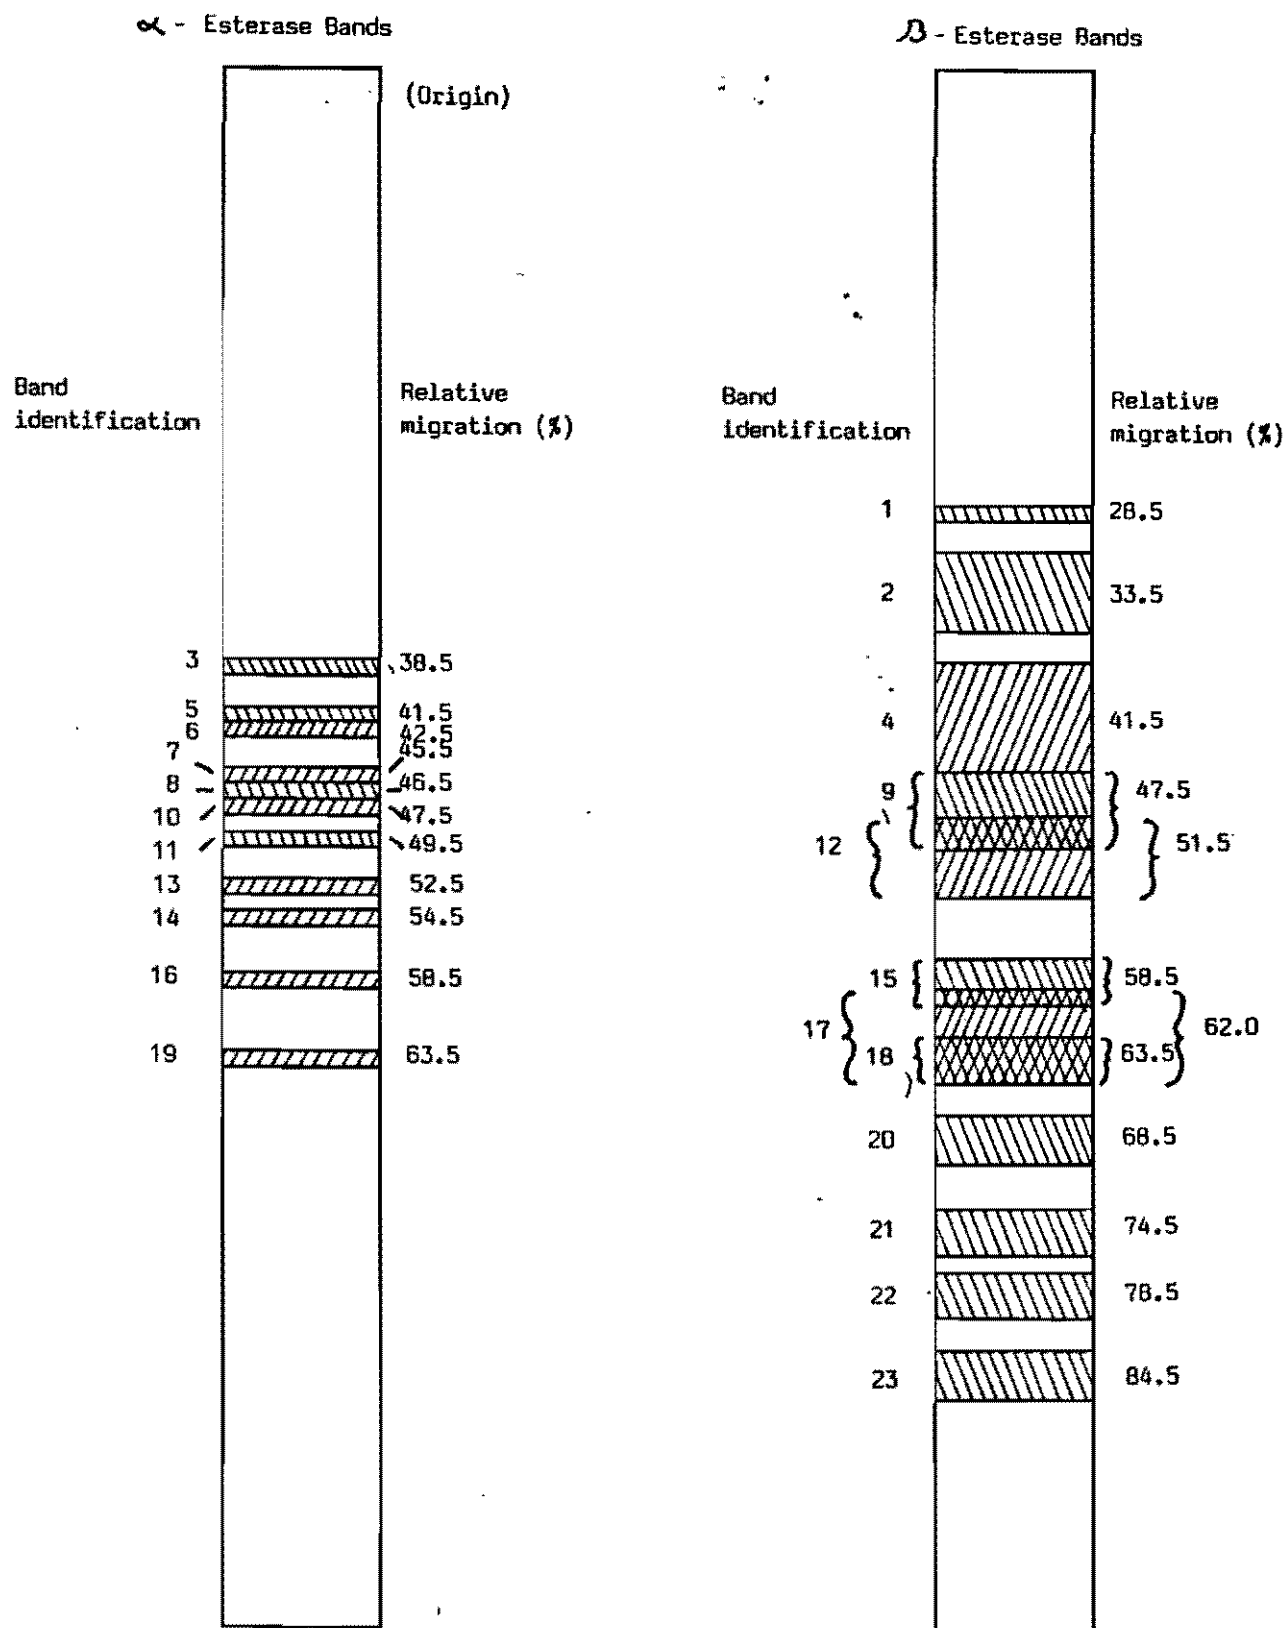 α - Esterase Bands
(Origin)
Band
identification
Relative
migration (%)
3 38.5
5 41.5
6 42.5
7 45.5
8 46.5
10 47.5
11 49.5
13 52.5
14 54.5
16 58.5
19 63.5
β - Esterase Bands
Band
identification
Relative
migration (%)
1 28.5
2 33.5
4 41.5
9 47.5
12 51.5
15 58.5
17 62.0
18 63.5
20 68.5
21 74.5
22 78.5
23 84.5